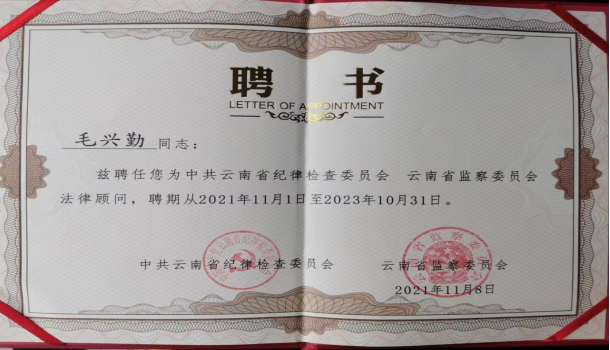 聘 书
LETTER OF APPOINTMENT
毛兴勤同志：
兹聘任您为中共云南省纪律检查委员会 云南省监察委员会
法律顾问，聘期从2021年11月1日至2023年10月31日。
中共云南省纪律检查委员会 云南省监察委员会
2021年11月8日